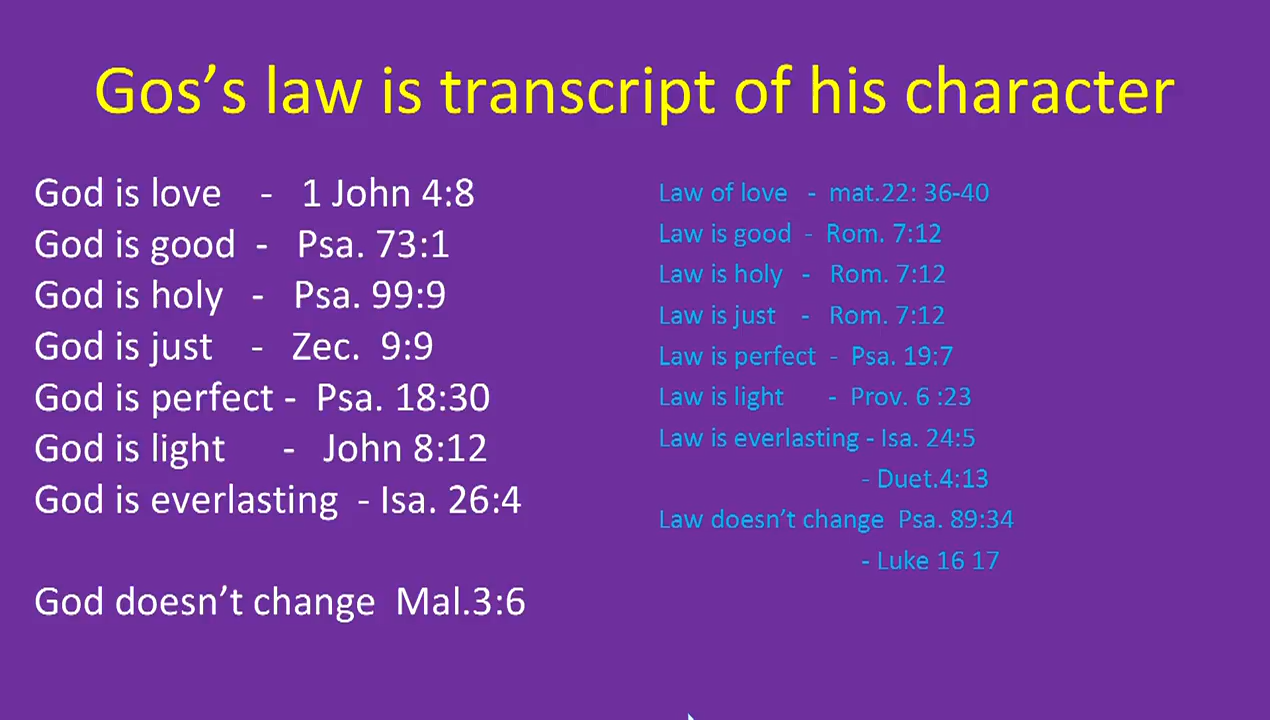 Gos’s law is transcript of his character
God is love - 1 John 4:8
God is good - Psa. 73:1
God is holy - Psa. 99:9
God is just - Zec. 9:9
God is perfect - Psa. 18:30
God is light - John 8:12
God is everlasting - Isa. 26:4
God doesn’t change Mal.3:6
Law of love - mat.22: 36-40
Law is good - Rom. 7:12
Law is holy - Rom. 7:12
Law is just - Rom. 7:12
Law is perfect - Psa. 19:7
Law is light - Prov. 6 :23
Law is everlasting - Isa. 24:5
- Duet.4:13
Law doesn’t change Psa. 89:34
- Luke 16 17